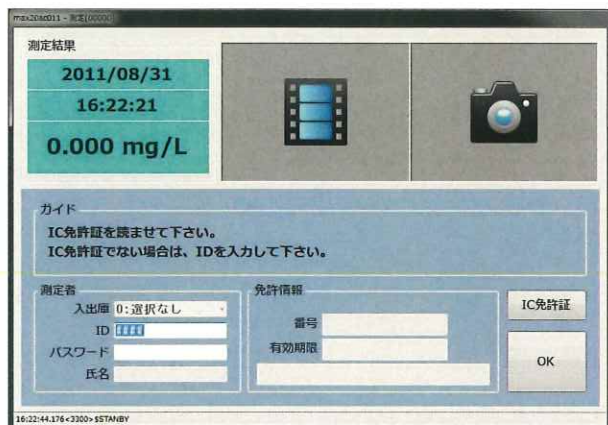 測定結果
2011/08/31
16:22:21
0.000 mg/L
ガイド
IC免許証を読ませて下さい。
IC免許証でない場合は、IDを入力して下さい。
測定者
入出庫 0:選択なし
ID ####
パスワード
氏名
免許情報
番号
有効期限
IC免許証
OK
16:22:44.176<3300>$STANBY